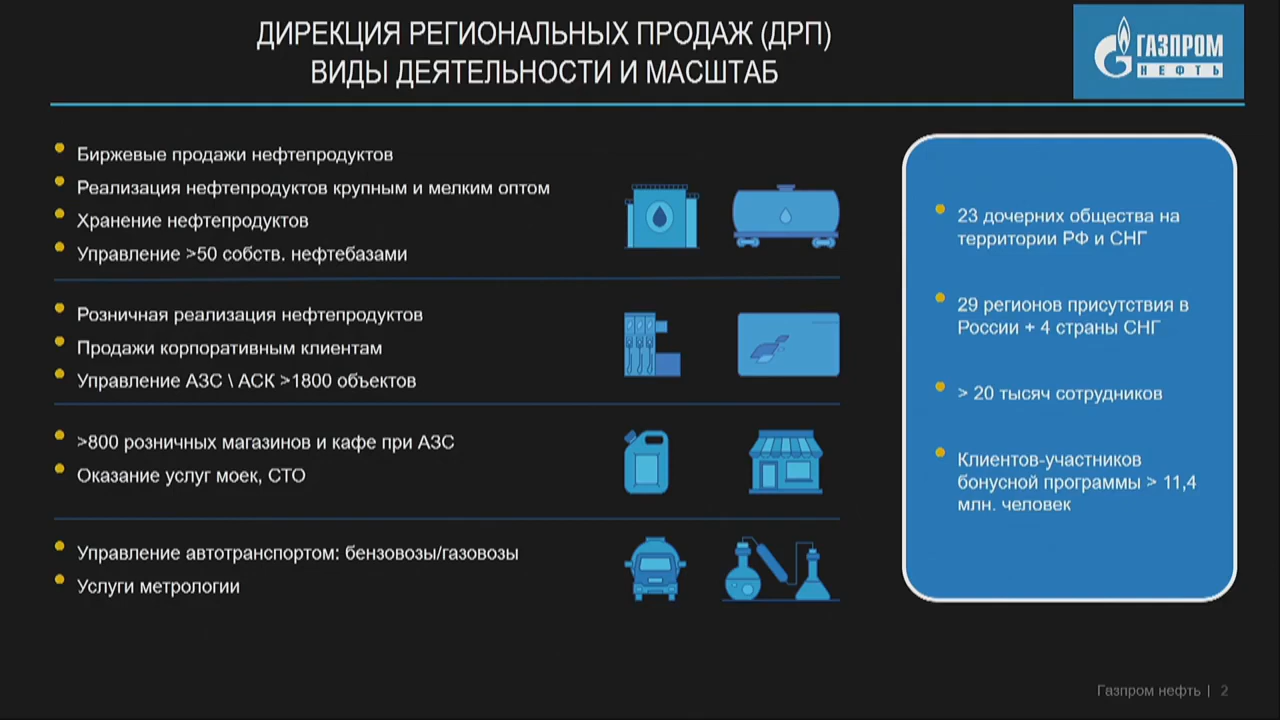 ДИРЕКЦИЯ РЕГИОНАЛЬНЫХ ПРОДАЖ (ДРП)
ВИДЫ ДЕЯТЕЛЬНОСТИ И МАСШТАБ
ГАЗПРОМ
НЕФТЬ
Биржевые продажи нефтепродуктов
Реализация нефтепродуктов крупным и мелким оптом
Хранение нефтепродуктов
Управление >50 собств. нефтебазами
Розничная реализация нефтепродуктов
Продажи корпоративным клиентам
Управление АЗС \ АСК >1800 объектов
>800 розничных магазинов и кафе при АЗС
Оказание услуг моек, СТО
Управление автотранспортом: бензовозы/газовозы
Услуги метрологии
23 дочерних общества на
территории РФ и СНГ
29 регионов присутствия в
России + 4 страны СНГ
> 20 тысяч сотрудников
Клиентов-участников
бонусной программы > 11,4
млн. человек
Газпром нефть | 2